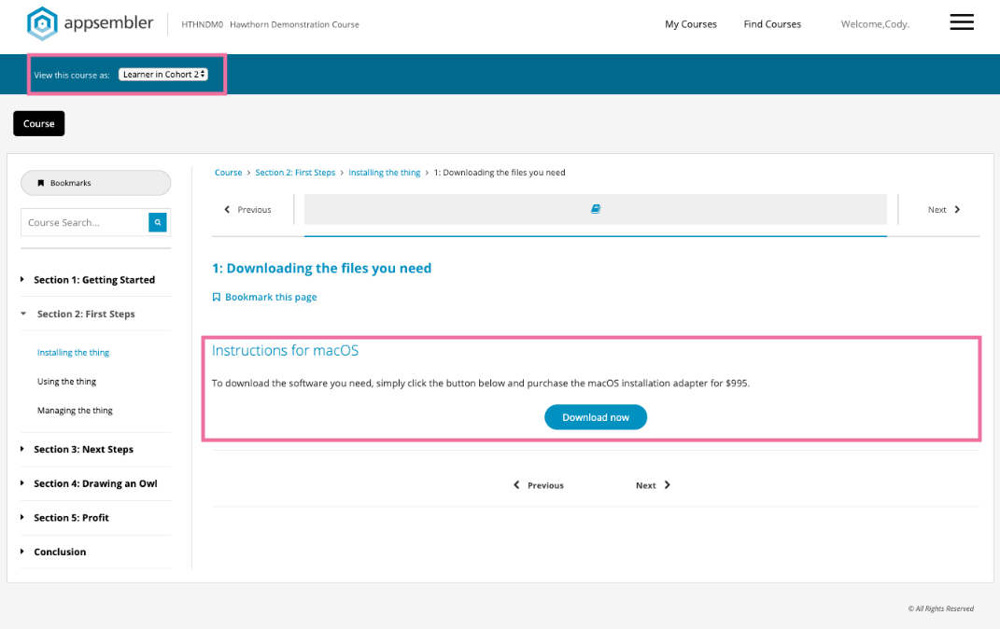 appsembler
HTHNDM0 Hawthorn Demonstration Course
My Courses
Find Courses
Welcome,Cody.
View this course as:
Learner in Cohort 2
Course
Bookmarks
Course Search...
Section 1: Getting Started
Section 2: First Steps
Installing the thing
Using the thing
Managing the thing
Section 3: Next Steps
Section 4: Drawing an Owl
Section 5: Profit
Conclusion
Course > Section 2: First Steps > Installing the thing > 1: Downloading the files you need
Previous
Next
1: Downloading the files you need
Bookmark this page
Instructions for macOS
To download the software you need, simply click the button below and purchase the macOS installation adapter for $995.
Download now
Previous
Next
© All Rights Reserved